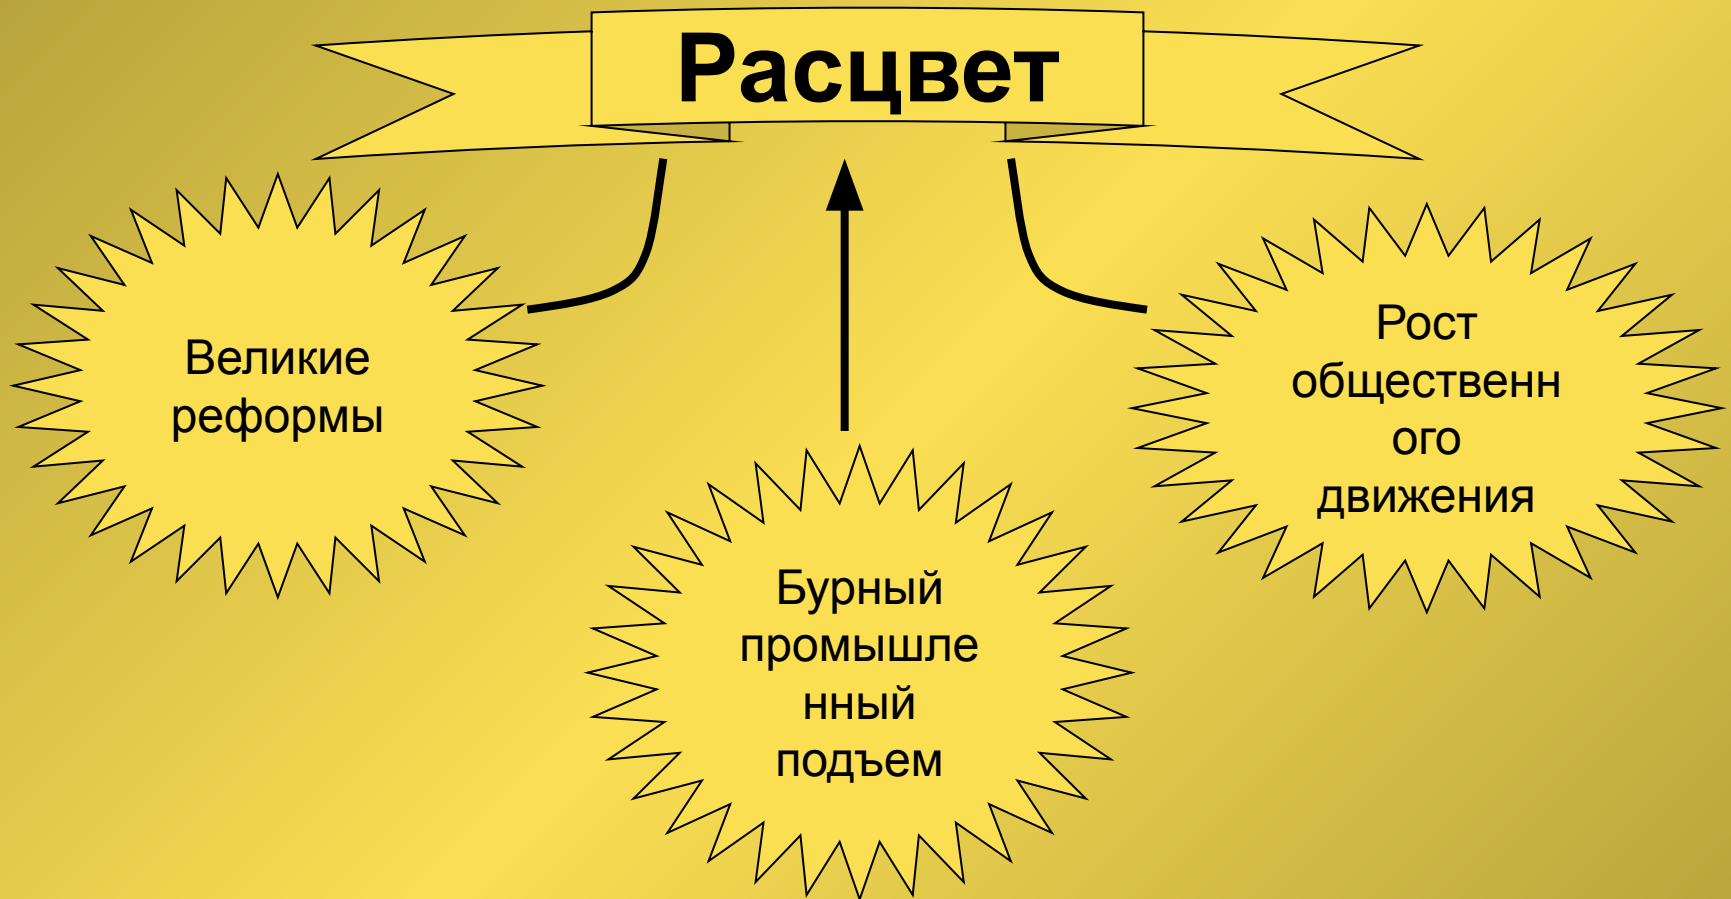 Расцвет
Великие
реформы
Бурный
промышле
нный
подъем
Рост
общественн
ого
движения